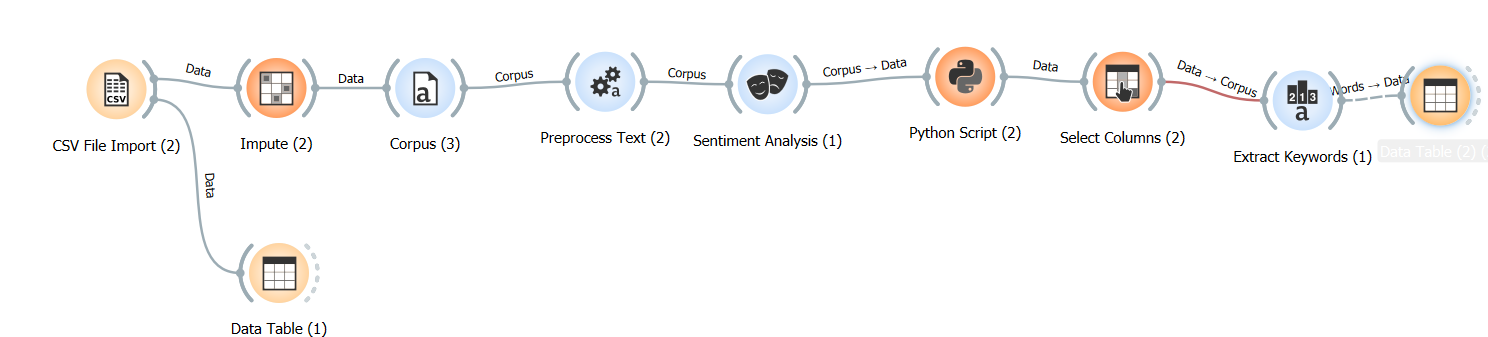 Data
Data
Corpus
Corpus
Corpus → Data
Data
Data → Corpus
Words → Data
CSV
a
a
213
a
CSV File Import (2)
Impute (2)
Corpus (3)
Preprocess Text (2)
Sentiment Analysis (1)
Python Script (2)
Select Columns (2)
Extract Keywords (1)
Data Table (2) (
Data
Data Table (1)